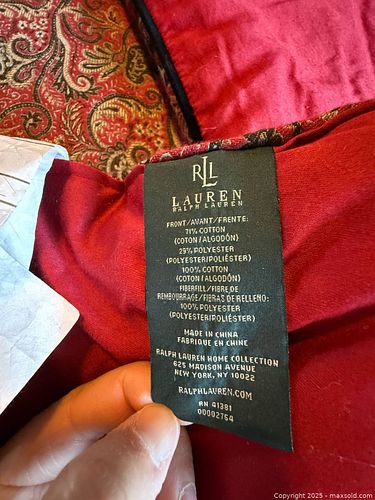 RLL
LAUREN
RALPH LAUREN
FRONT/AVANT/FRENTE:
71% COTTON
(COTON/ALGODÓN)
29% POLYESTER
(POLYESTER/POLIÉSTER)
100% COTTON
(COTON/ALGODÓN)
FIBERFILL/FIBRE DE
REMBOURRAGE/FIBRAS DE RELLENO:
100% POLYESTER
(POLYESTER/POLIÉSTER)
MADE IN CHINA
FABRIQUE EN CHINE
RALPH LAUREN HOME COLLECTION
625 MADISON AVENUE
NEW YORK, NY 10022
RALPHLAUREN.COM
RN 41381
00002754
Copyright 2025 - maxsold.com